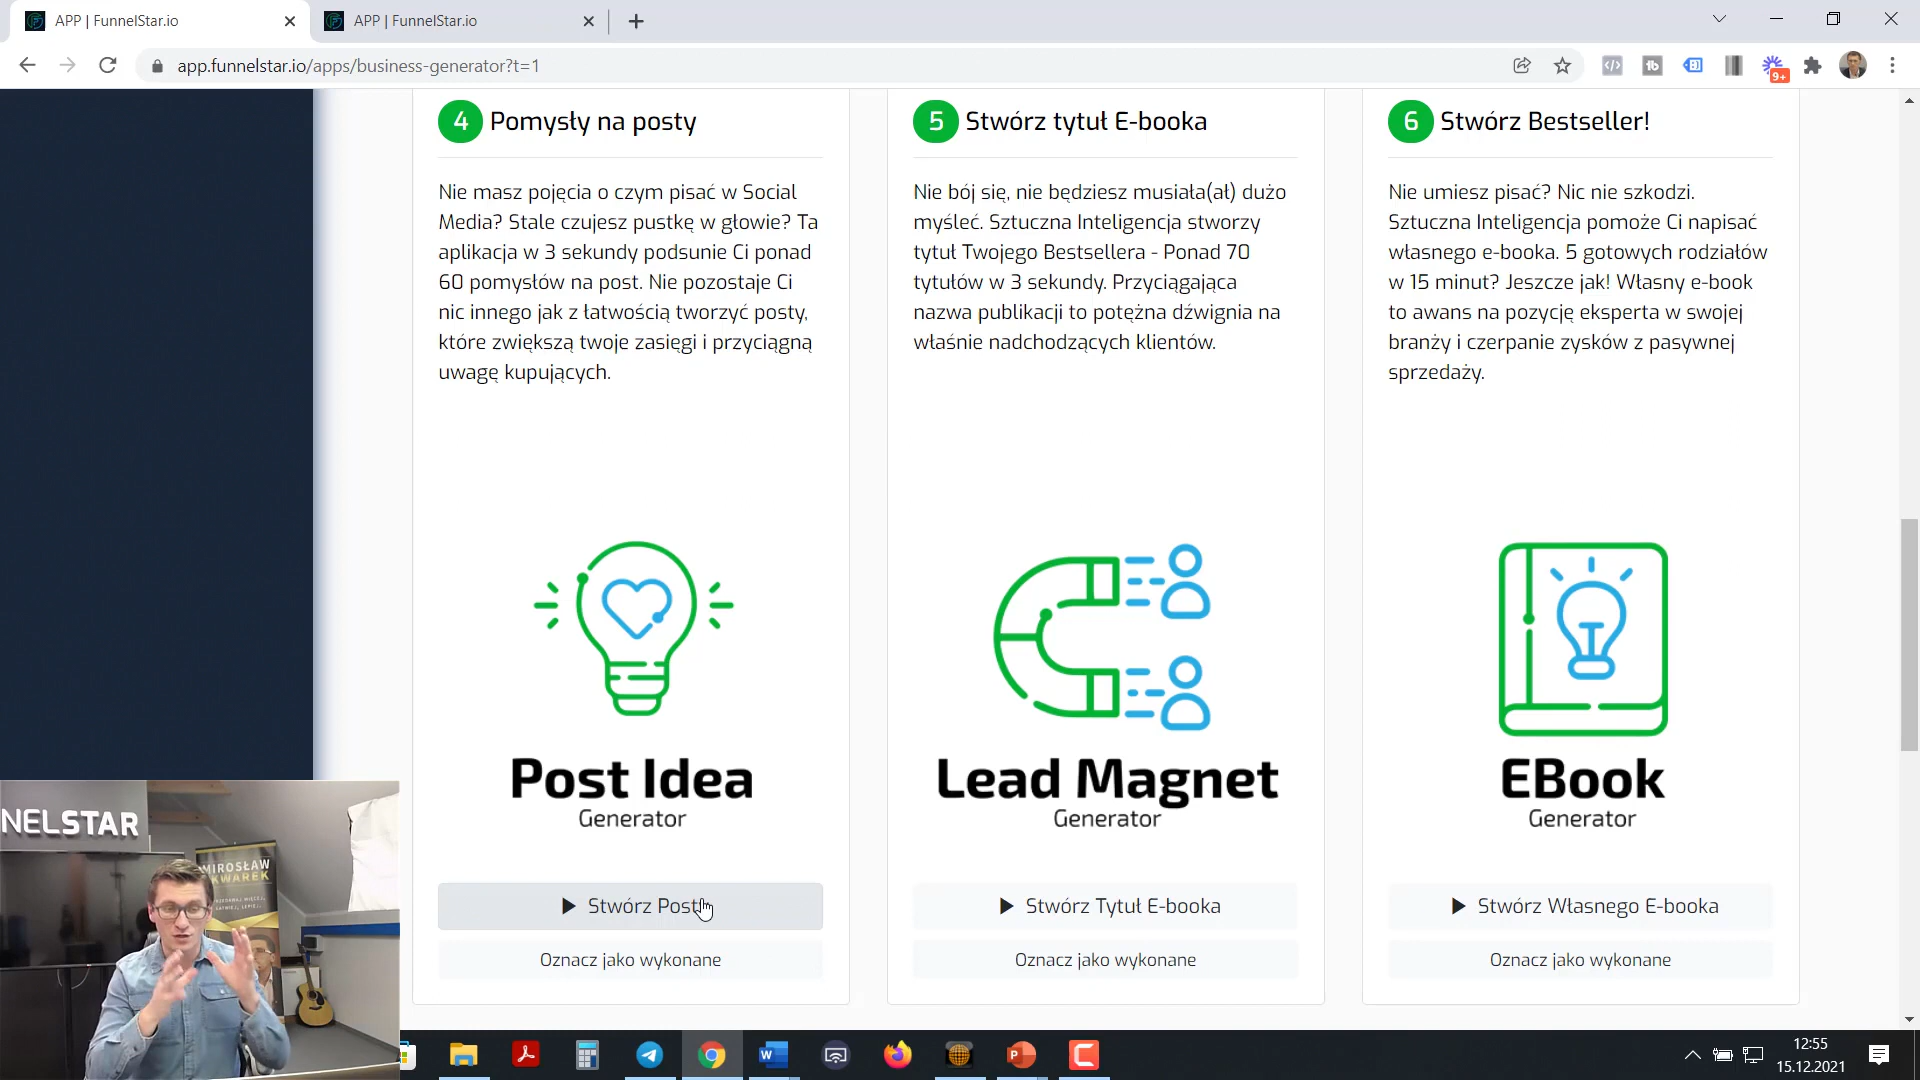 APP | FunnelStar.io
APP | FunnelStar.io
app.funnelstar.io/apps/business-generator?t=1
9+
4 Pomysły na posty
Nie masz pojęcia o czym pisać w Social
Media? Stale czujesz pustkę w głowie? Ta
aplikacja w 3 sekundy podsunie Ci ponad
60 pomysłów na post. Nie pozostaje Ci
nic innego jak z łatwością tworzyć posty,
które zwiększą twoje zasięgi i przyciągną
uwagę kupujących.
Post Idea
Generator
Stwórz Posty
Oznacz jako wykonane
5 Stwórz tytuł E-booka
Nie bój się, nie będziesz musiała(ał) dużo
myśleć. Sztuczna Inteligencja stworzy
tytuł Twojego Bestsellera - Ponad 70
tytułów w 3 sekundy. Przyciągająca
nazwa publikacji to potężna dźwignia na
właśnie nadchodzących klientów.
Lead Magnet
Generator
Stwórz Tytuł E-booka
Oznacz jako wykonane
6 Stwórz Bestseller!
Nie umiesz pisać? Nic nie szkodzi.
Sztuczna Inteligencja pomoże Ci napisać
własnego e-booka. 5 gotowych rodziałów
w 15 minut? Jeszcze jak! Własny e-book
to awans na pozycję eksperta w swojej
branży i czerpanie zysków z pasywnej
sprzedaży.
EBook
Generator
Stwórz Własnego E-booka
Oznacz jako wykonane
NELSTAR
MIROSŁAW
KWAREK
12:55
15.12.2021